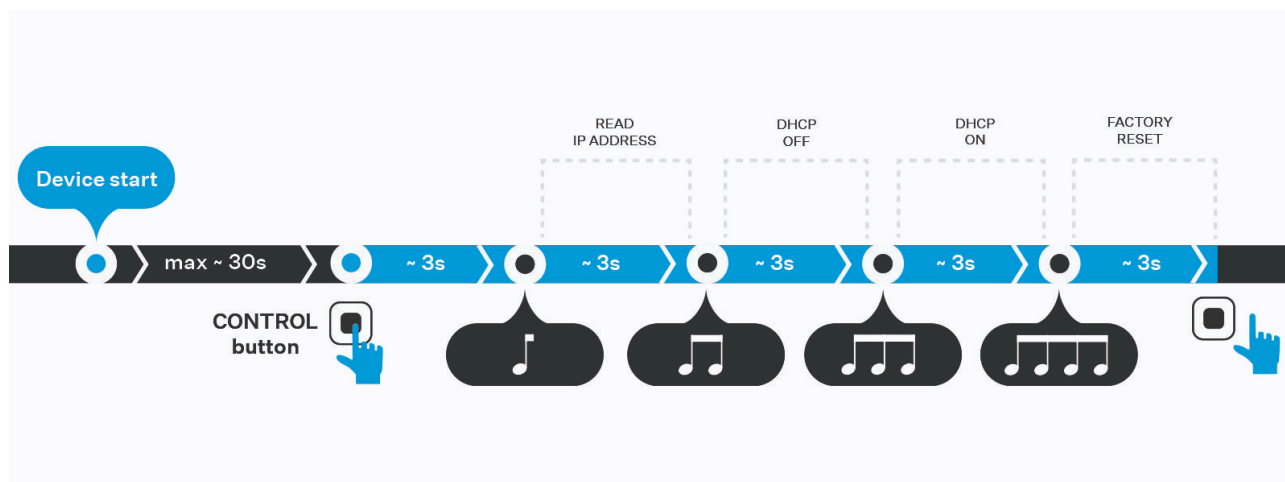 READ
IP ADDRESS
DHCP
OFF
DHCP
ON
FACTORY
RESET
Device start
max ~ 30s
~ 3s
~ 3s
~ 3s
~ 3s
~ 3s
CONTROL
button